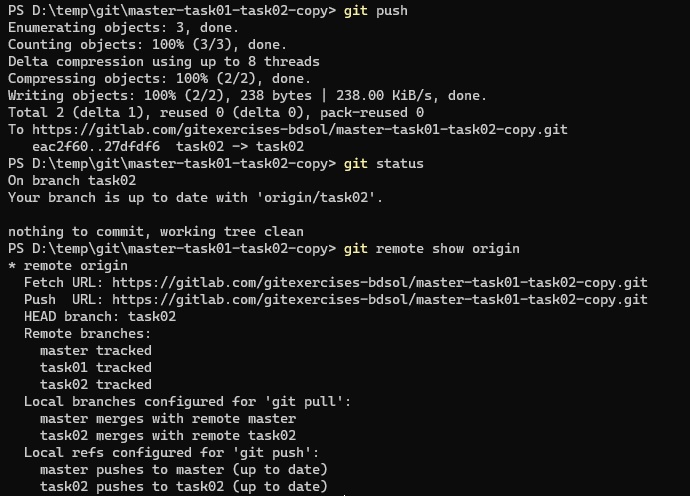 PS D:\temp\git\master-task01-task02-copy> git push
Enumerating objects: 3, done.
Counting objects: 100% (3/3), done.
Delta compression using up to 8 threads
Compressing objects: 100% (2/2), done.
Writing objects: 100% (2/2), 238 bytes | 238.00 KiB/s, done.
Total 2 (delta 1), reused 0 (delta 0), pack-reused 0
To https://gitlab.com/gitexercises-bdsol/master-task01-task02-copy.git
   eac2f60..27dfdf6  task02 -> task02
PS D:\temp\git\master-task01-task02-copy> git status
On branch task02
Your branch is up to date with 'origin/task02'.

nothing to commit, working tree clean
PS D:\temp\git\master-task01-task02-copy> git remote show origin
* remote origin
  Fetch URL: https://gitlab.com/gitexercises-bdsol/master-task01-task02-copy.git
  Push  URL: https://gitlab.com/gitexercises-bdsol/master-task01-task02-copy.git
  HEAD branch: task02
  Remote branches:
    master tracked
    task01 tracked
    task02 tracked
  Local branches configured for 'git pull':
    master merges with remote master
    task02 merges with remote task02
  Local refs configured for 'git push':
    master pushes to master (up to date)
    task02 pushes to task02 (up to date)